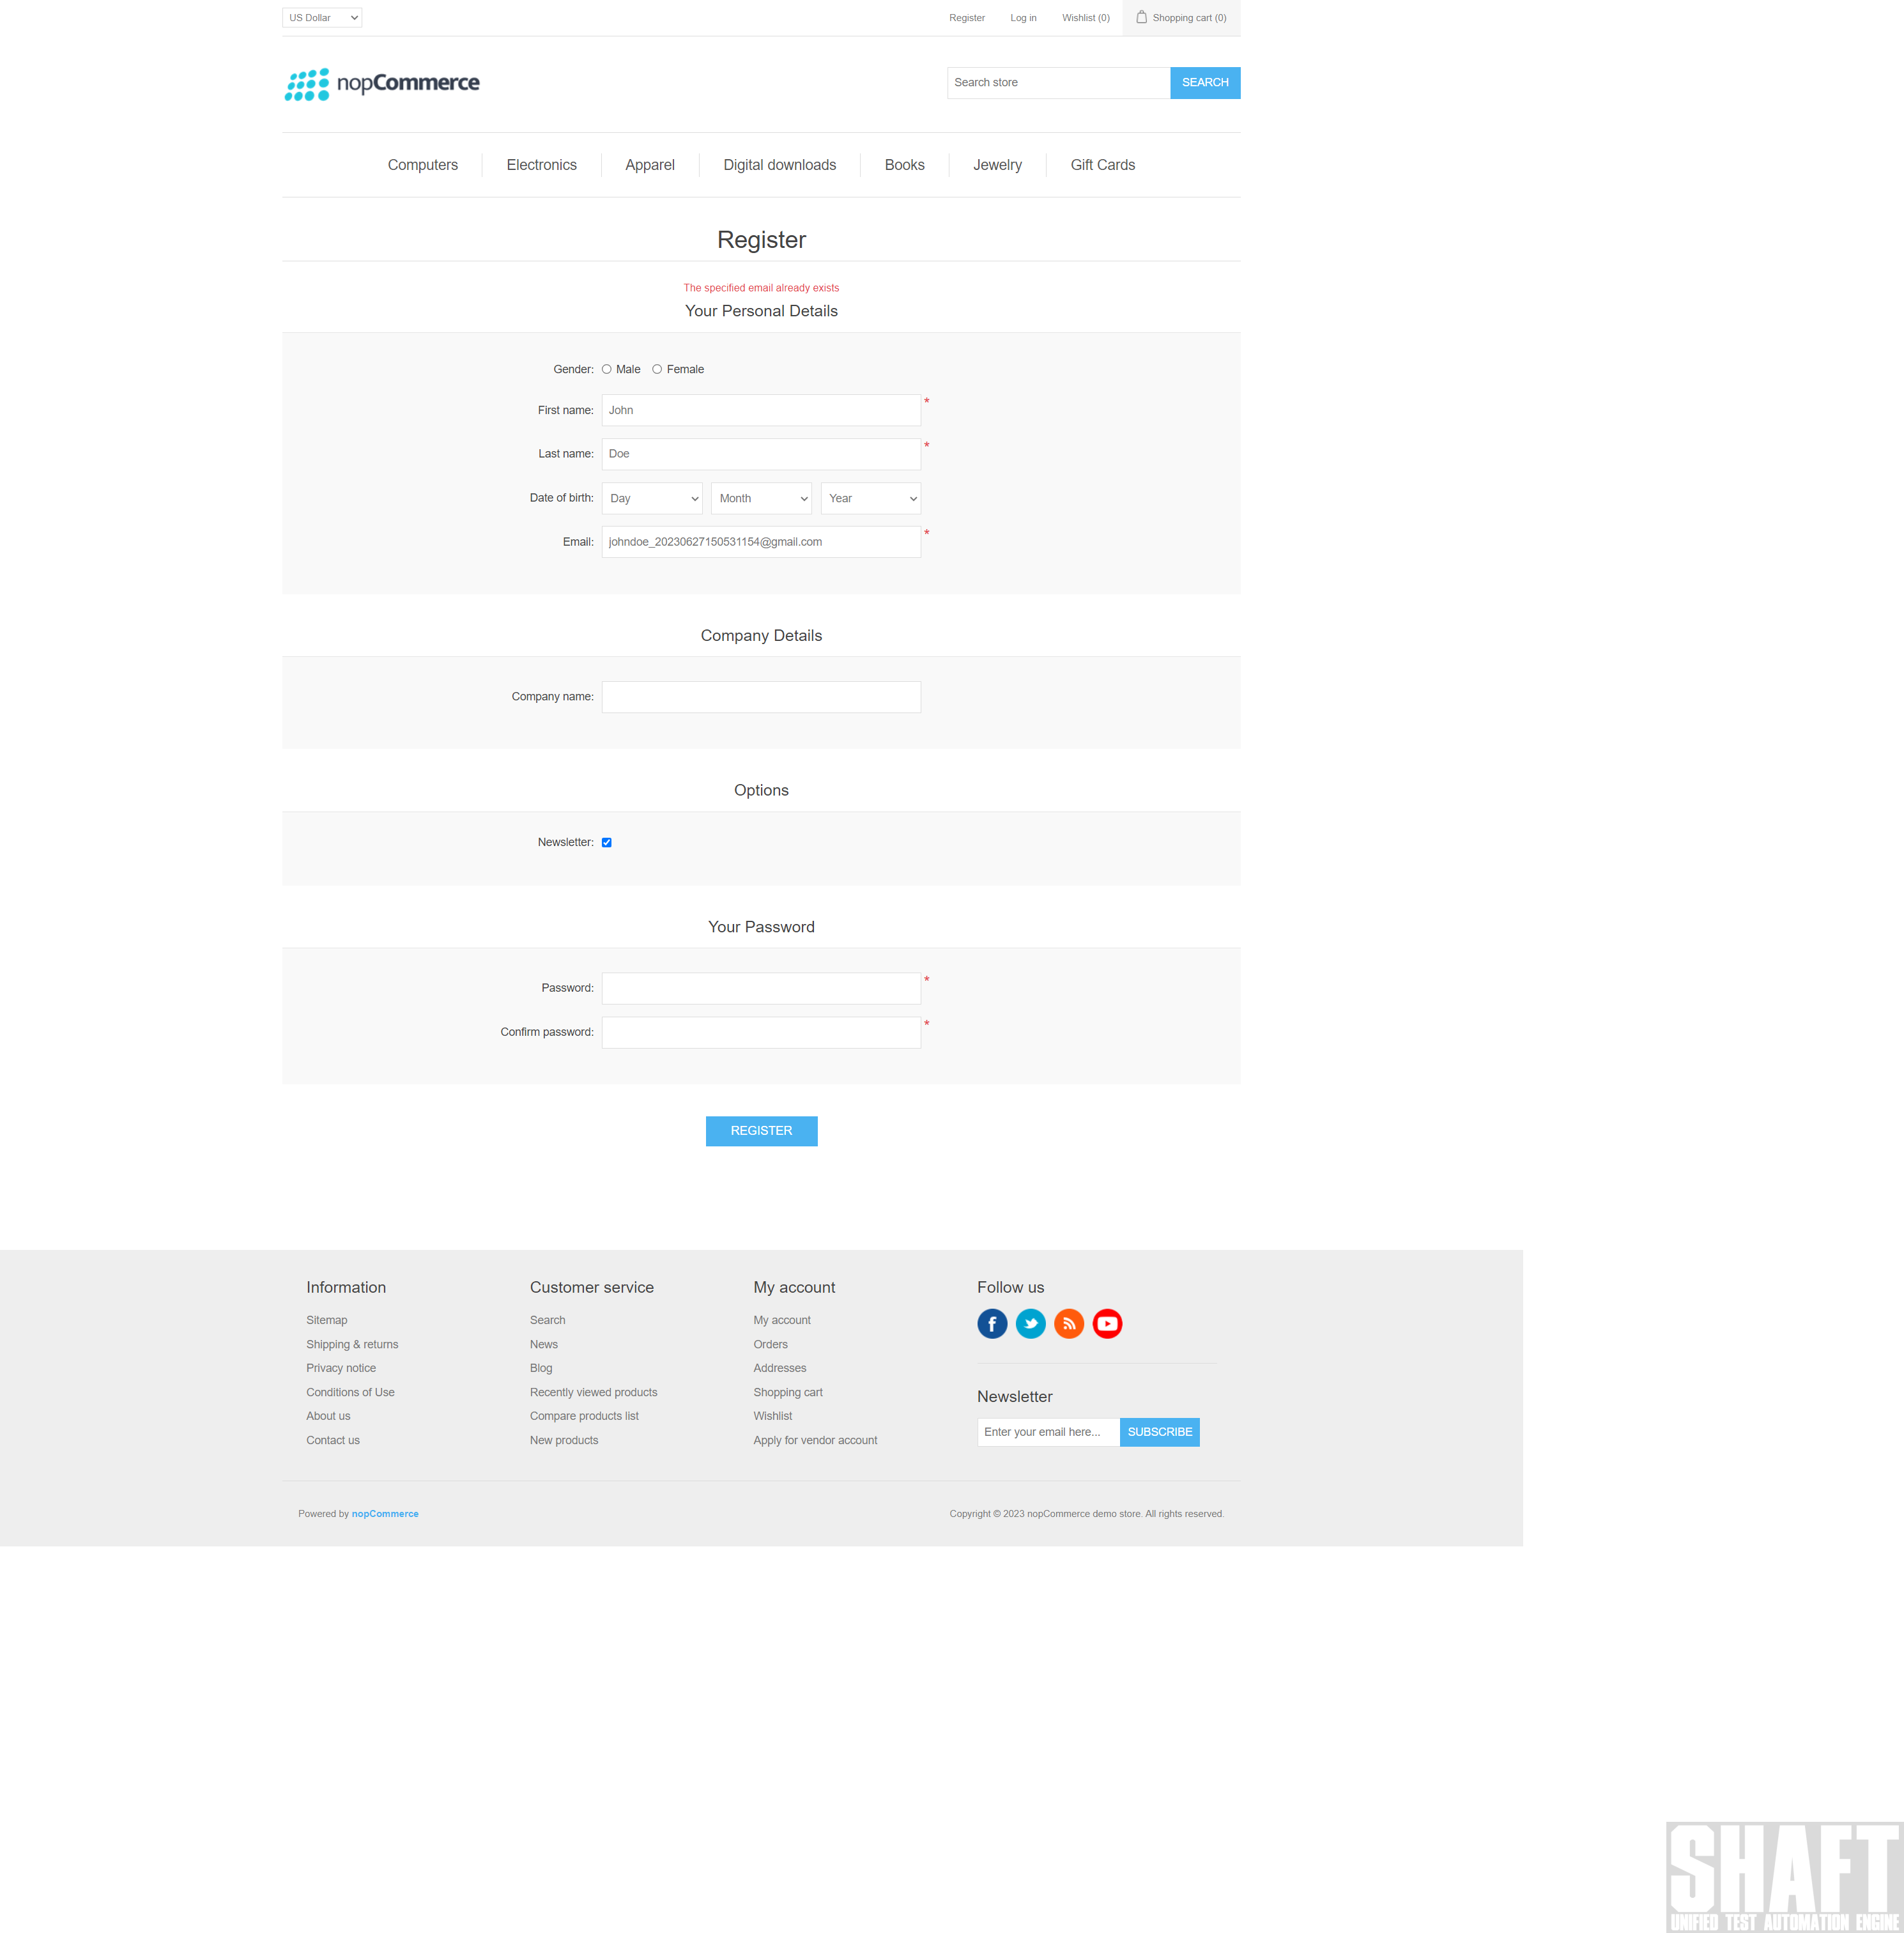 US Dollar
Register Log in Wishlist (0) Shopping cart (0)
nopCommerce
Search store SEARCH
Computers Electronics Apparel Digital downloads Books Jewelry Gift Cards
Register
The specified email already exists
Your Personal Details
Gender: Male Female
First name: John *
Last name: Doe *
Date of birth: Day Month Year
Email: johndoe_20230627150531154@gmail.com *
Company Details
Company name:
Options
Newsletter:
Your Password
Password: *
Confirm password: *
REGISTER
Information
Sitemap
Shipping & returns
Privacy notice
Conditions of Use
About us
Contact us
Customer service
Search
News
Blog
Recently viewed products
Compare products list
New products
My account
My account
Orders
Addresses
Shopping cart
Wishlist
Apply for vendor account
Follow us
Newsletter
Enter your email here... SUBSCRIBE
Powered by nopCommerce
Copyright © 2023 nopCommerce demo store. All rights reserved.
SHAFT
UNIFIED TEST AUTOMATION ENGINE